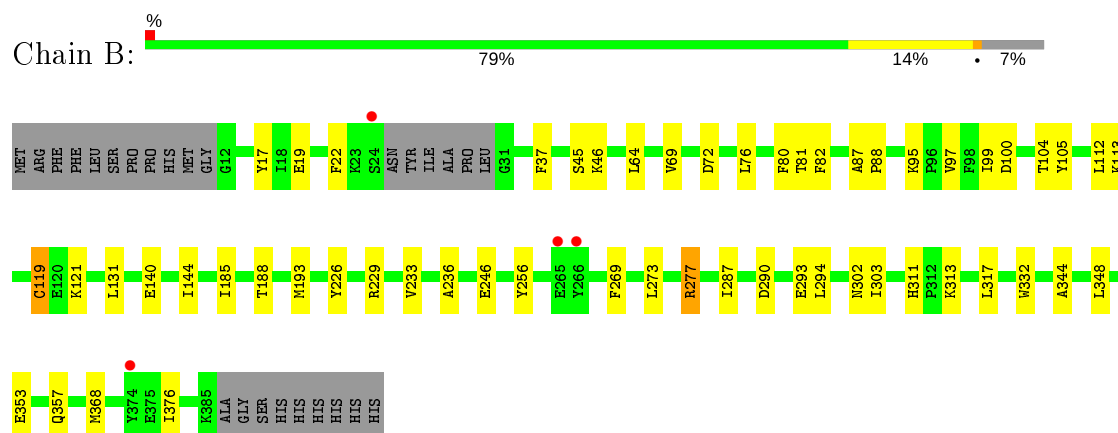 %
Chain B:
79% 14% • 7%
MET ARG PHE PHE LEU SER PRO PRO HIS MET GLY G12 Y17 I18 E19 F22 K23 S24 ASN TYR ILE ALA PRO LEU G31 F37 S45 K46 L64 V69 D72 L76 F80 T81 F82 A87 P88 K95 P96 V97 F98 I99 D100 T104 Y105 L112 K113
C119 E120 K121 L131 E140 I144 I185 T188 M193 Y226 R229 V233 A236 E246 Y256 E265 Y266 F269 L273 R277 I287 D290 E293 L294 N302 I303 H311 P312 K313 L317 W332 A344 L348
E353 Q357 M368 Y374 E375 I376 K385 ALA GLY SER HIS HIS HIS HIS HIS HIS